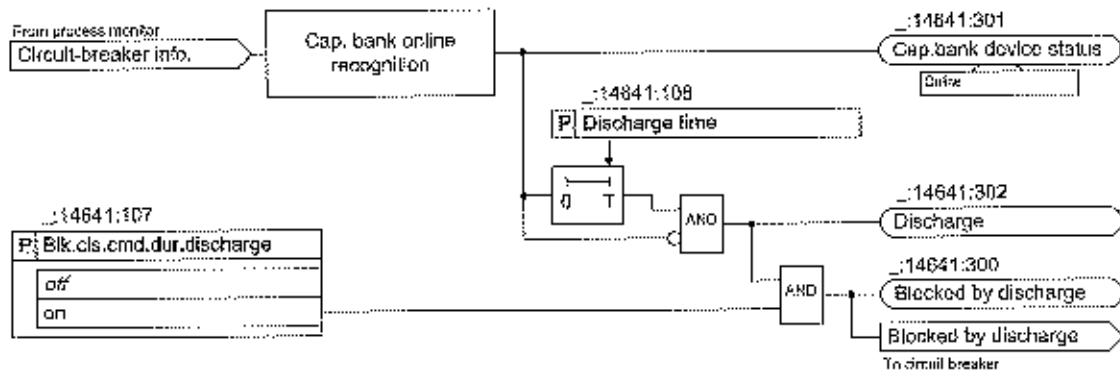 _:14641:301
From process monitor
Circuit-breaker info.
Cap. bank online
recognition
Cap.bank device status
Online
_:14641:108
P Discharge time
0 T
_:14641:107
P Blk.cls.cmd.dur.discharge
off
on
AND
_:14641:302
Discharge
_:14641:300
AND
Blocked by discharge
Blocked by discharge
To circuit breaker